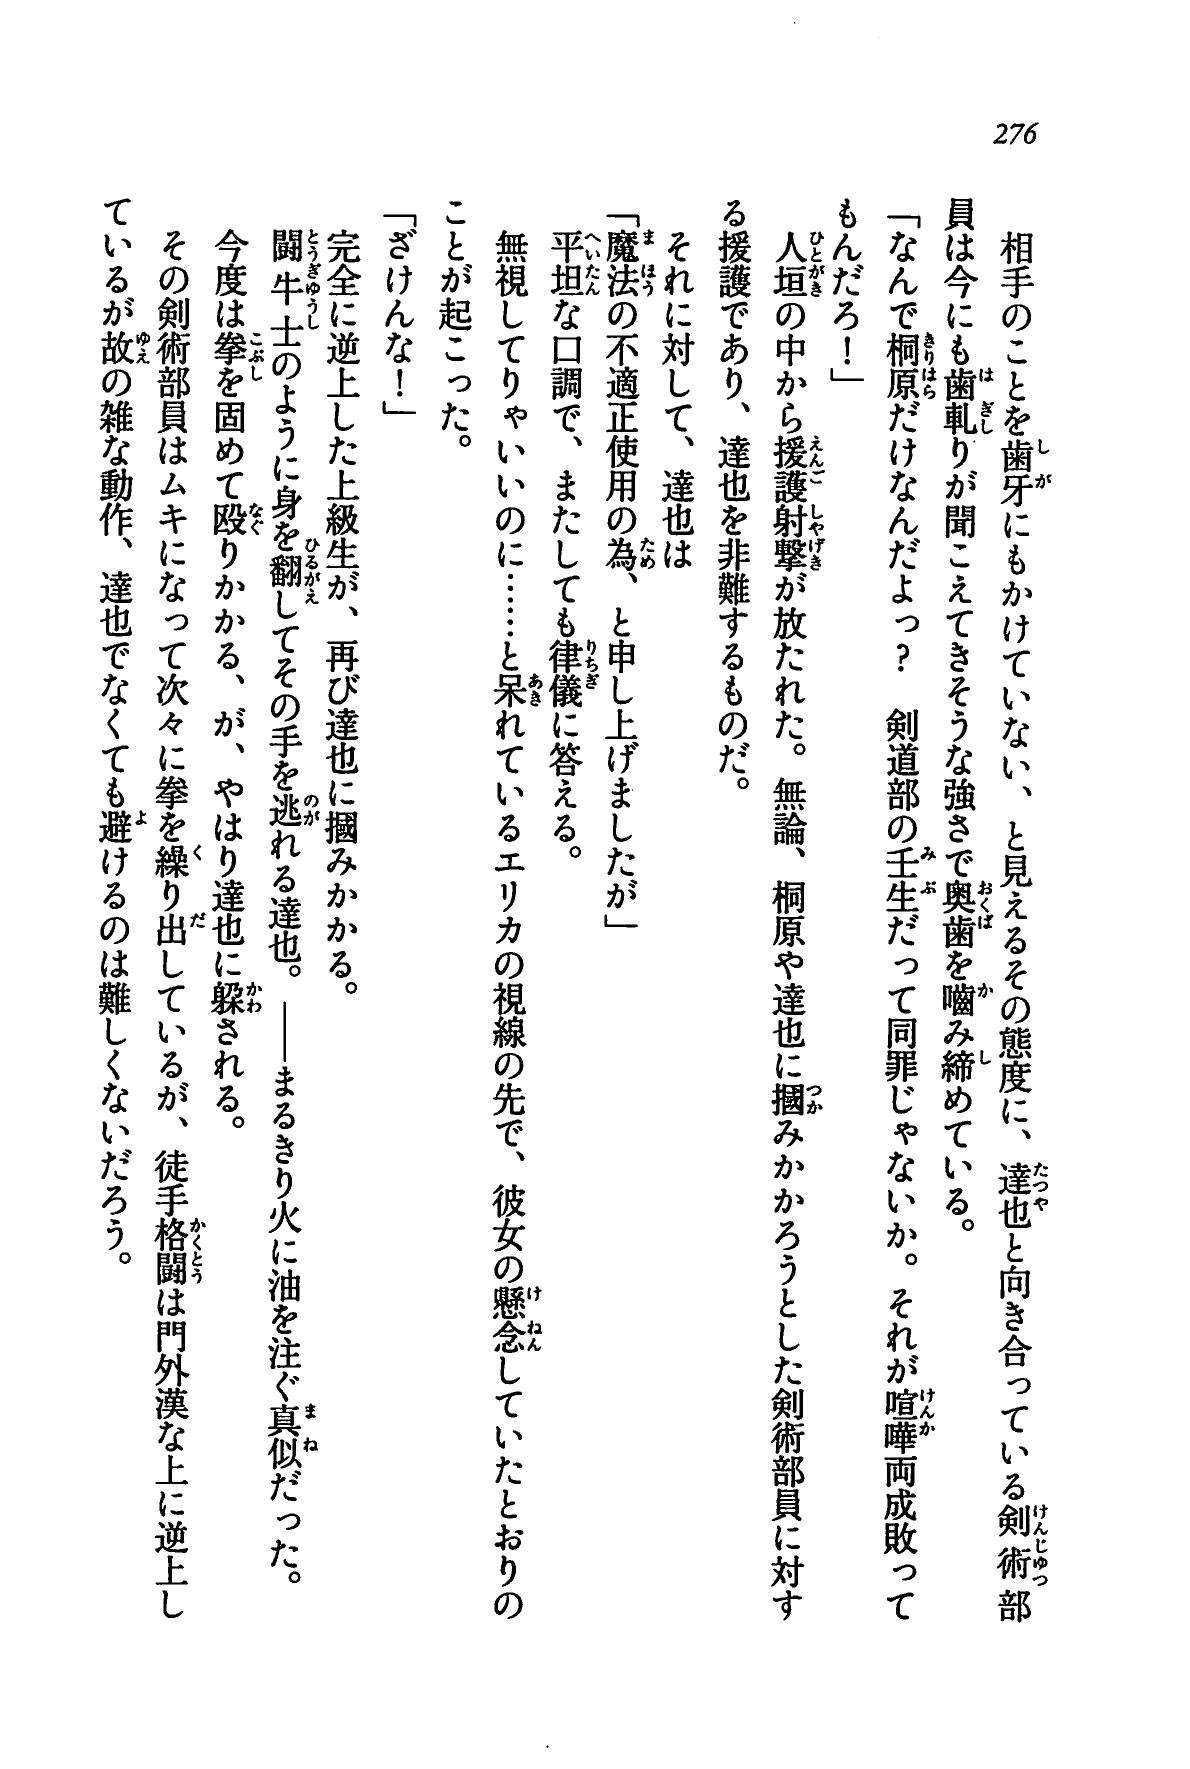 276
相手のことを歯牙にもかけていない、と見えるその態度に、達也と向き合っている剣術部
員は今にも歯軋りが聞こえてきそうな強さで奥歯を嚙み締めている。
「なんで桐原だけなんだよっ？　剣道部の壬生だって同罪じゃないか。それが喧嘩両成敗って
もんだろ！」
人垣の中から援護射撃が放たれた。無論、桐原や達也に摑みかかろうとした剣術部員に対す
る援護であり、達也を非難するものだ。
それに対して、達也は
「魔法の不適正使用の為、と申し上げましたが」
平坦な口調で、またしても律儀に答える。
無視してりゃいいのに……と呆れているエリカの視線の先で、彼女の懸念していたとおりの
ことが起こった。
「ざけんな！」
完全に逆上した上級生が、再び達也に摑みかかる。
闘牛士のように身を翻してその手を逃れる達也。――まるきり火に油を注ぐ真似だった。
今度は拳を固めて殴りかかる、が、やはり達也に躱される。
その剣術部員はムキになって次々に拳を繰り出しているが、徒手格闘は門外漢な上に逆上し
ているが故の雑な動作、達也でなくても避けるのは難しくないだろう。